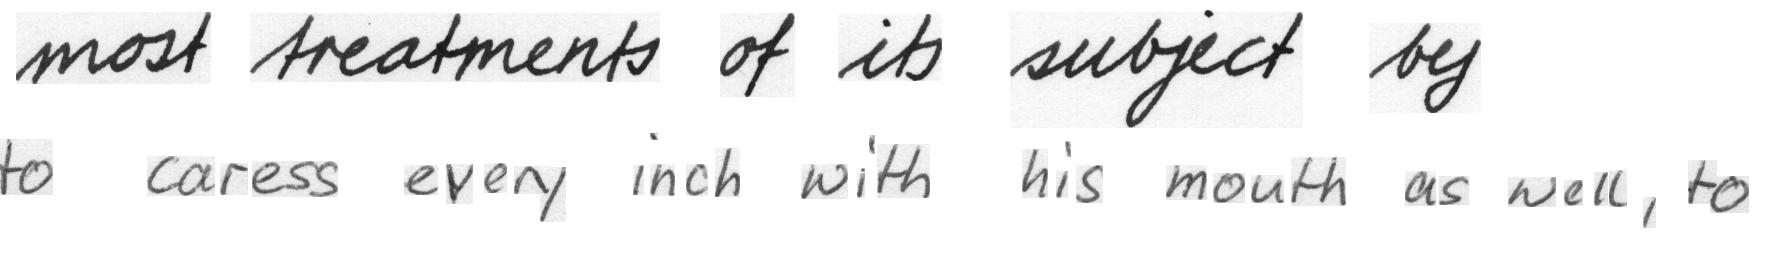 most treatments of its subject by
to caress every inch with his mouth as well, to